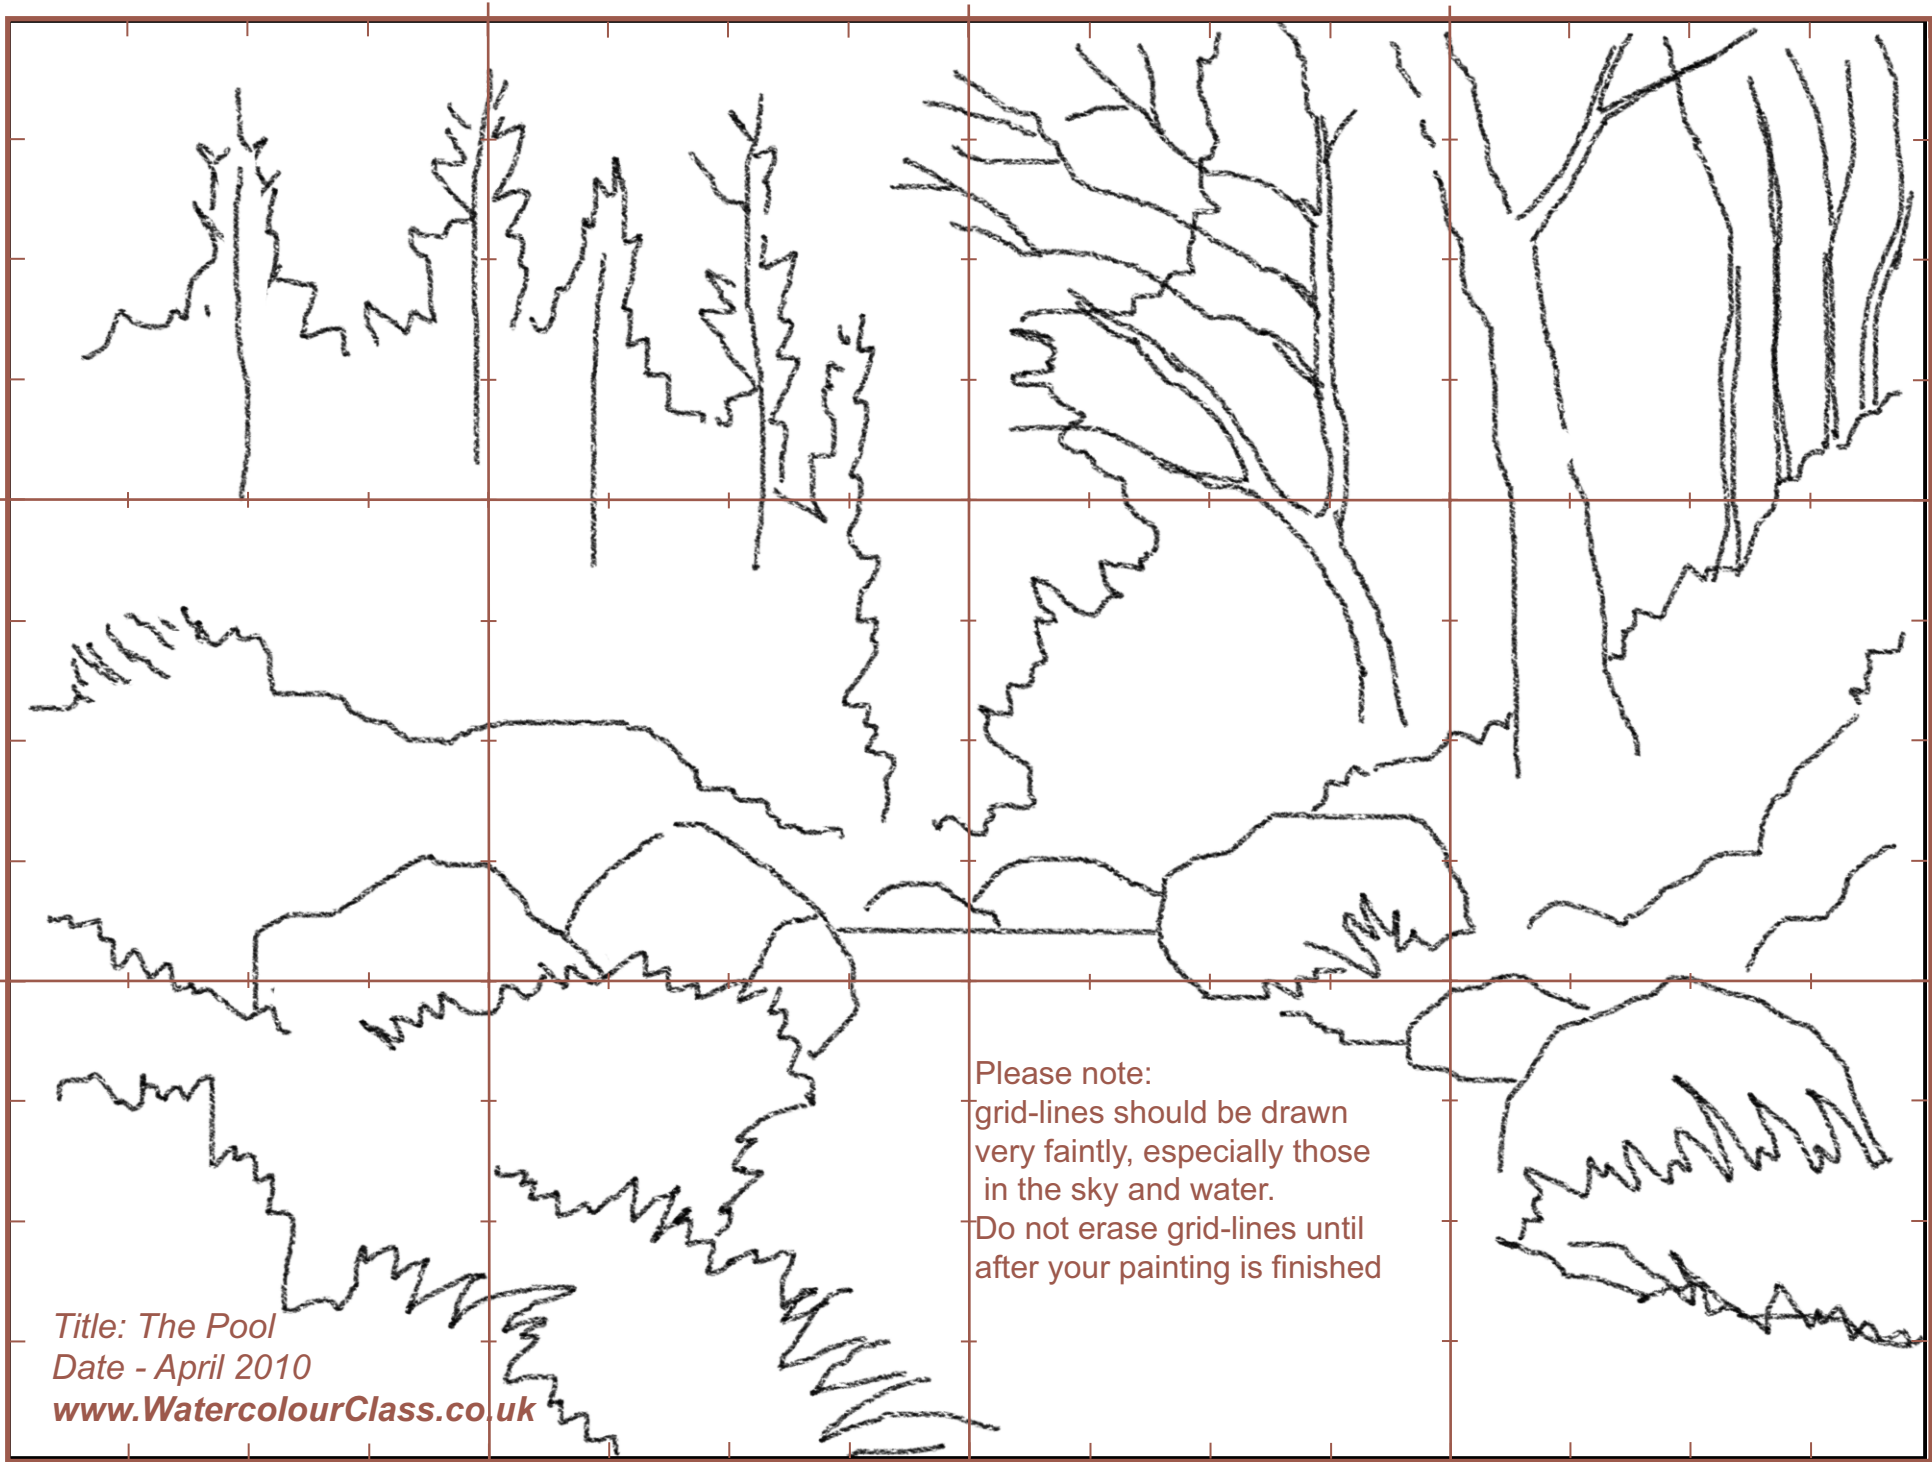 Please note:
grid-lines should be drawn
very faintly, especially those
in the sky and water.
Do not erase grid-lines until
after your painting is finished
Title: The Pool
Date - April 2010
www.WatercolourClass.co.uk